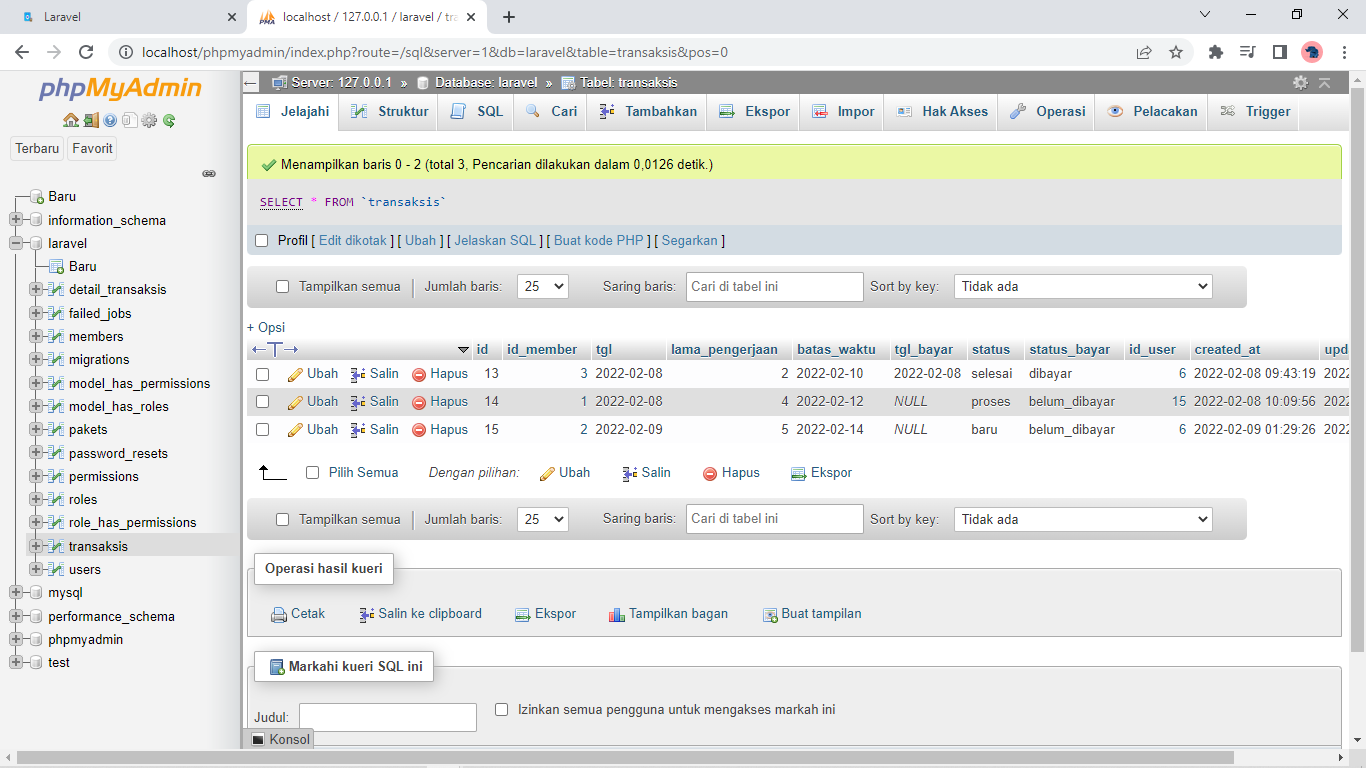 Laravel
localhost / 127.0.0.1 / laravel / tra
localhost/phpmyadmin/index.php?route=/sql&server=1&db=laravel&table=transaksis&pos=0
phpMyAdmin
Terbaru Favorit
Baru
information_schema
laravel
Baru
detail_transaksis
failed_jobs
members
migrations
model_has_permissions
model_has_roles
pakets
password_resets
permissions
roles
role_has_permissions
transaksis
users
mysql
performance_schema
phpmyadmin
test
Server: 127.0.0.1 » Database: laravel » Tabel: transaksis
Jelajahi Struktur SQL Cari Tambahkan Ekspor Impor Hak Akses Operasi Pelacakan Trigger
Menampilkan baris 0 - 2 (total 3, Pencarian dilakukan dalam 0,0126 detik.)
SELECT * FROM `transaksis`
Profil [ Edit dikotak ] [ Ubah ] [ Jelaskan SQL ] [ Buat kode PHP ] [ Segarkan ]
Tampilkan semua Jumlah baris: 25 Saring baris: Cari di tabel ini Sort by key: Tidak ada
+ Opsi
←T→ id id_member tgl lama_pengerjaan batas_waktu tgl_bayar status status_bayar id_user created_at upd
Ubah Salin Hapus 13 3 2022-02-08 2 2022-02-10 2022-02-08 selesai dibayar 6 2022-02-08 09:43:19 2022
Ubah Salin Hapus 14 1 2022-02-08 4 2022-02-12 NULL proses belum_dibayar 15 2022-02-08 10:09:56 2022
Ubah Salin Hapus 15 2 2022-02-09 5 2022-02-14 NULL baru belum_dibayar 6 2022-02-09 01:29:26 2022
Pilih Semua Dengan pilihan: Ubah Salin Hapus Ekspor
Tampilkan semua Jumlah baris: 25 Saring baris: Cari di tabel ini Sort by key: Tidak ada
Operasi hasil kueri
Cetak Salin ke clipboard Ekspor Tampilkan bagan Buat tampilan
Markahi kueri SQL ini
Judul: Izinkan semua pengguna untuk mengakses markah ini
Konsol